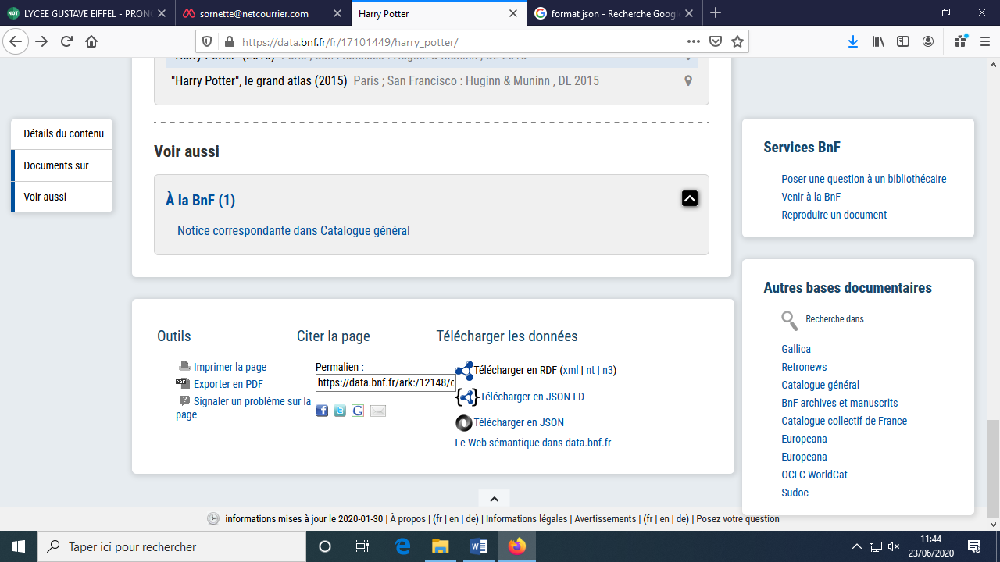 LYCEE GUSTAVE EIFFEL - PRON
sornette@netcourrier.com
Harry Potter
format json - Recherche Googl
https://data.bnf.fr/fr/17101449/harry_potter/
"Harry Potter", le grand atlas (2015) Paris ; San Francisco : Huginn & Muninn , DL 2015
Détails du contenu
Documents sur
Voir aussi
Voir aussi
À la BnF (1)
Notice correspondante dans Catalogue général
Services BnF
Poser une question à un bibliothécaire
Venir à la BnF
Reproduire un document
Autres bases documentaires
Recherche dans
Gallica
Retronews
Catalogue général
BnF archives et manuscrits
Catalogue collectif de France
Europeana
Europeana
OCLC WorldCat
Sudoc
Outils
Imprimer la page
Exporter en PDF
Signaler un problème sur la
page
Citer la page
Permalien :
https://data.bnf.fr/ark:/12148/c
Télécharger les données
Télécharger en RDF (xml | nt | n3)
Télécharger en JSON-LD
Télécharger en JSON
Le Web sémantique dans data.bnf.fr
informations mises à jour le 2020-01-30 | À propos | (fr | en | de) | Informations légales | Avertissements | (fr | en | de) | Posez votre question
Taper ici pour rechercher
11:44
23/06/2020